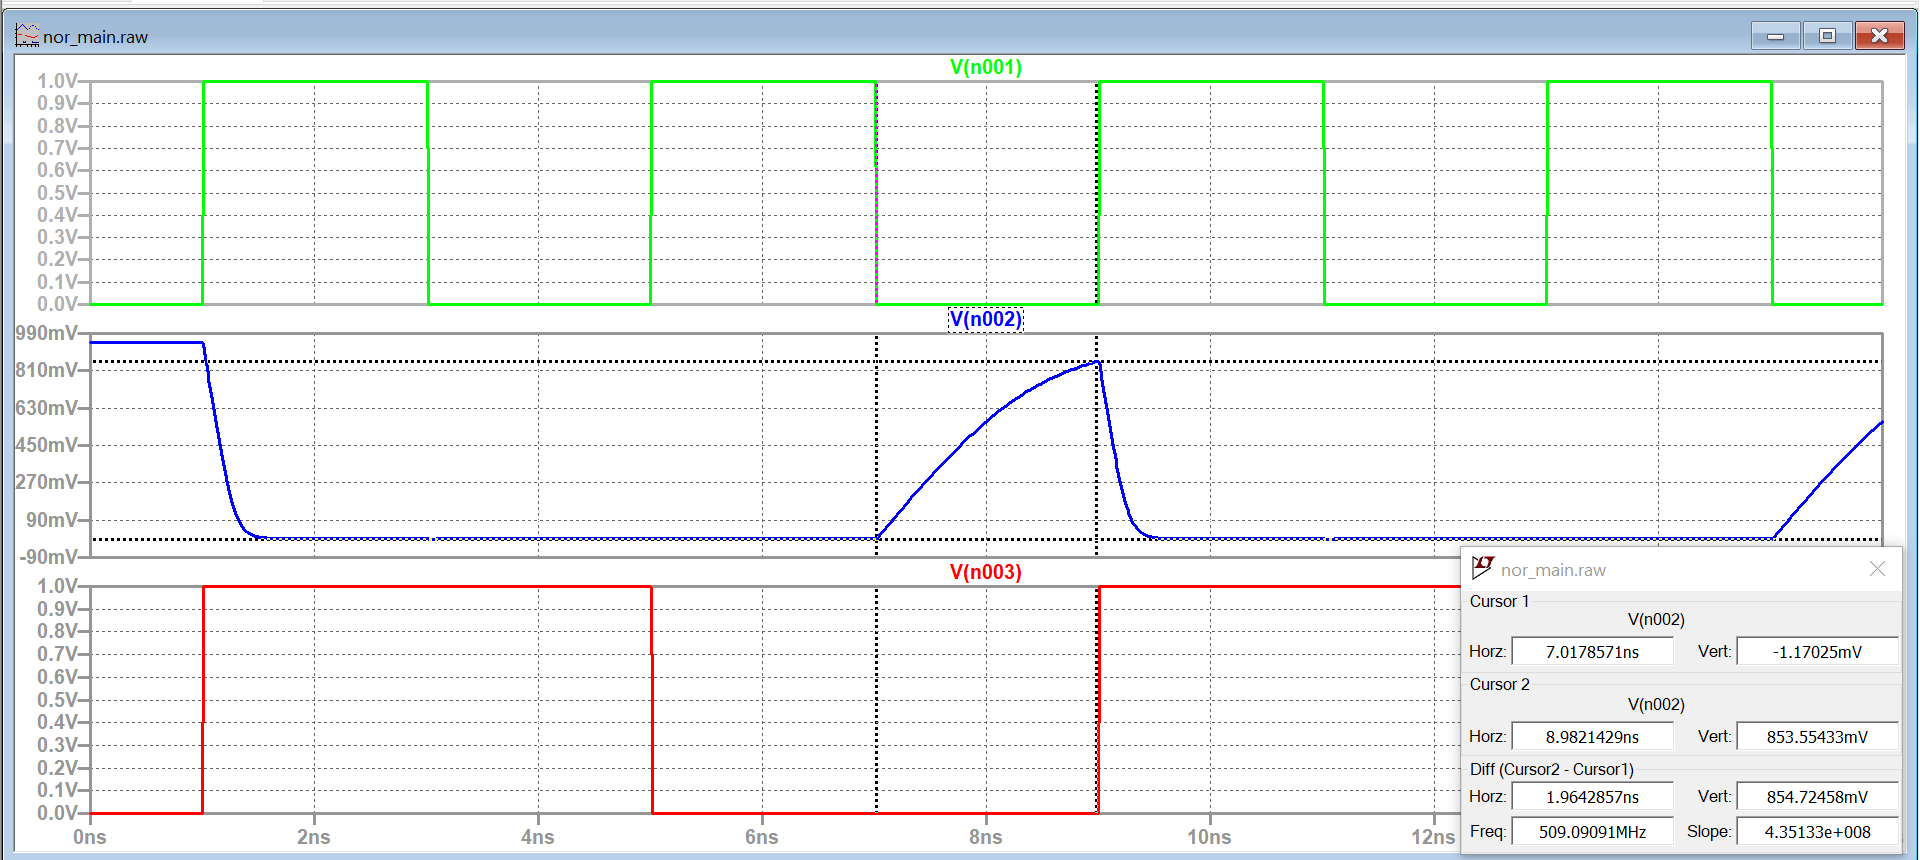 nor_main.raw
V(n001)
1.0V
0.9V
0.8V
0.7V
0.6V
0.5V
0.4V
0.3V
0.2V
0.1V
0.0V
V(n002)
990mV
810mV
630mV
450mV
270mV
90mV
-90mV
V(n003)
1.0V
0.9V
0.8V
0.7V
0.6V
0.5V
0.4V
0.3V
0.2V
0.1V
0.0V
0ns 2ns 4ns 6ns 8ns 10ns 12ns
nor_main.raw
Cursor 1
V(n002)
Horz: 7.0178571ns Vert: -1.17025mV
Cursor 2
V(n002)
Horz: 8.9821429ns Vert: 853.55433mV
Diff (Cursor2 - Cursor1)
Horz: 1.9642857ns Vert: 854.72458mV
Freq: 509.09091MHz Slope: 4.35133e+008